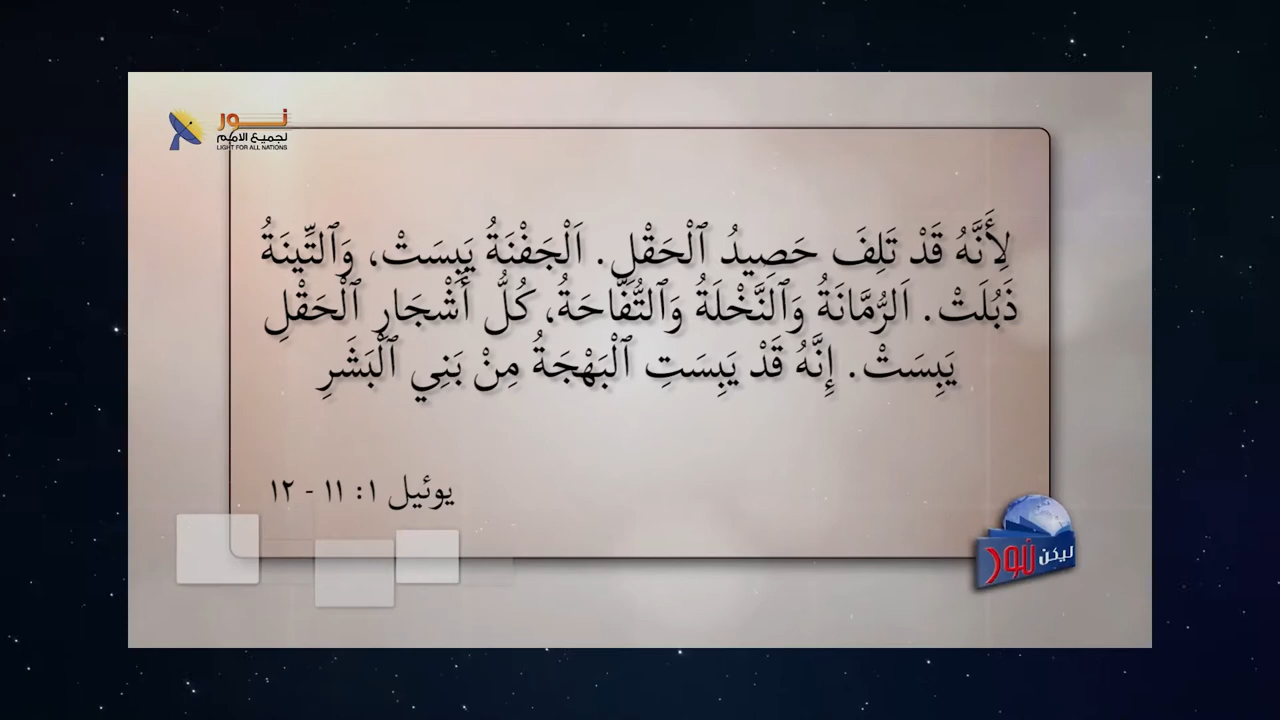 نور
لجميع الامم
LIGHT FOR ALL NATIONS
لِأَنَّهُ قَدْ تَلِفَ حَصِيدُ ٱلْحَقْلِ. اَلْجَفْنَةُ يَبِسَتْ، وَٱلتِّينَةُ
ذَبُلَتْ. اَلرُّمَّانَةُ وَٱلنَّخْلَةُ وَٱلتُّفَّاحَةُ، كُلُّ أَشْجَارِ ٱلْحَقْلِ
يَبِسَتْ. إِنَّهُ قَدْ يَبِسَتِ ٱلْبَهْجَةُ مِنْ بَنِي ٱلْبَشَرِ
يوئيل ١: ١١ - ١٢
ليكن نور